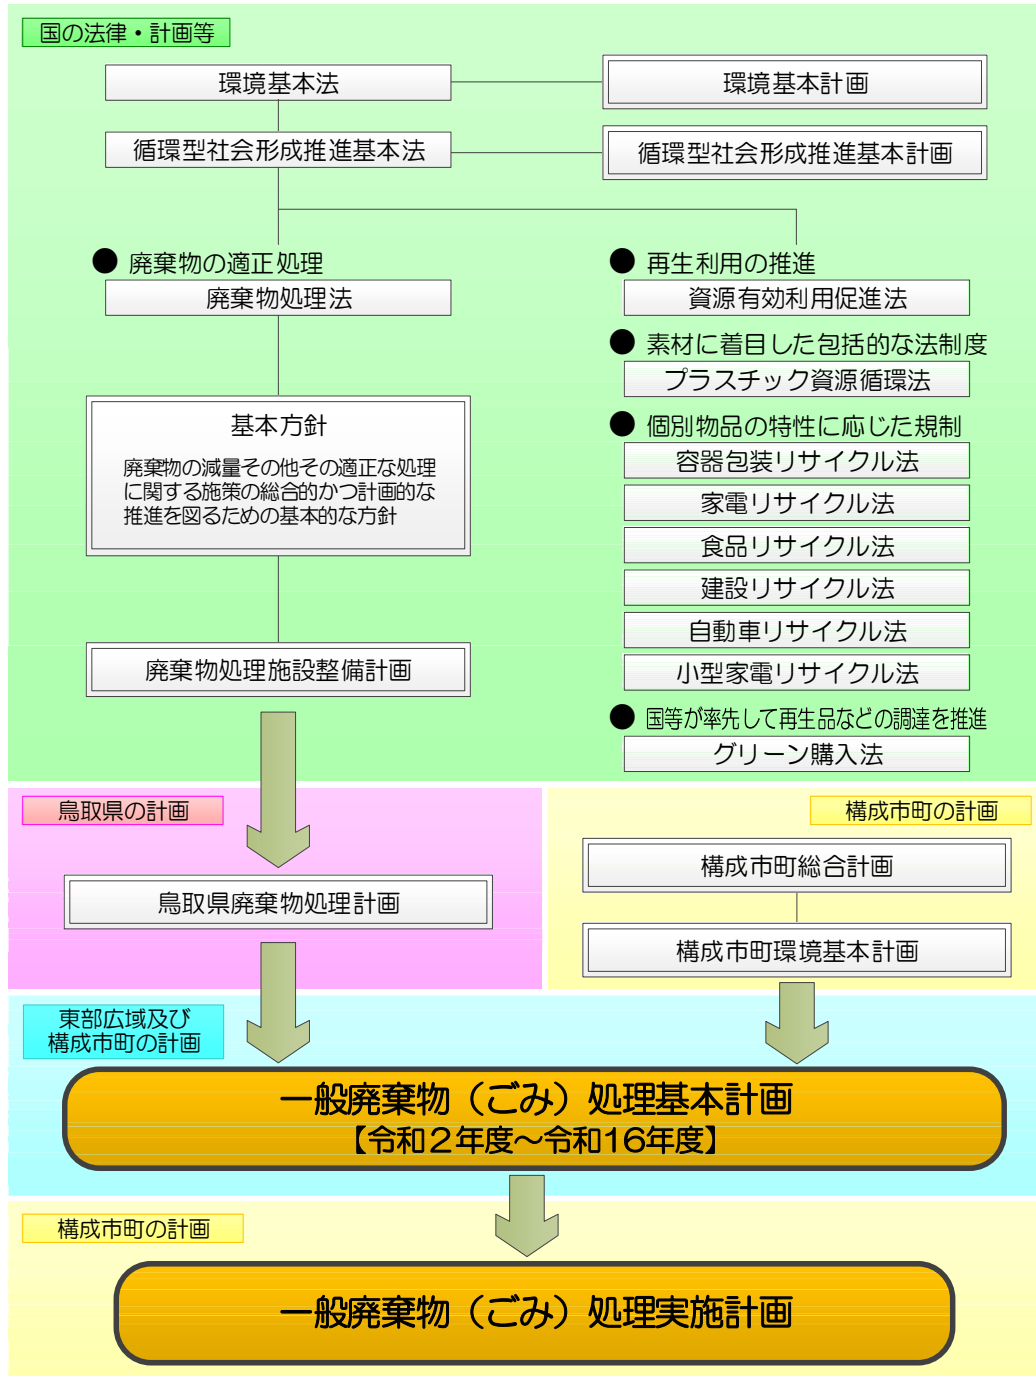 国の法律・計画等
環境基本法
環境基本計画
循環型社会形成推進基本法
循環型社会形成推進基本計画
● 廃棄物の適正処理
廃棄物処理法
基本方針
廃棄物の減量その他その適正な処理
に関する施策の総合的かつ計画的な
推進を図るための基本的な方針
廃棄物処理施設整備計画
● 再生利用の推進
資源有効利用促進法
● 素材に着目した包括的な法制度
プラスチック資源循環法
● 個別物品の特性に応じた規制
容器包装リサイクル法
家電リサイクル法
食品リサイクル法
建設リサイクル法
自動車リサイクル法
小型家電リサイクル法
● 国等が率先して再生品などの調達を推進
グリーン購入法
鳥取県の計画
鳥取県廃棄物処理計画
構成市町の計画
構成市町総合計画
構成市町環境基本計画
東部広域及び
構成市町の計画
一般廃棄物（ごみ）処理基本計画
【令和２年度～令和16年度】
構成市町の計画
一般廃棄物（ごみ）処理実施計画